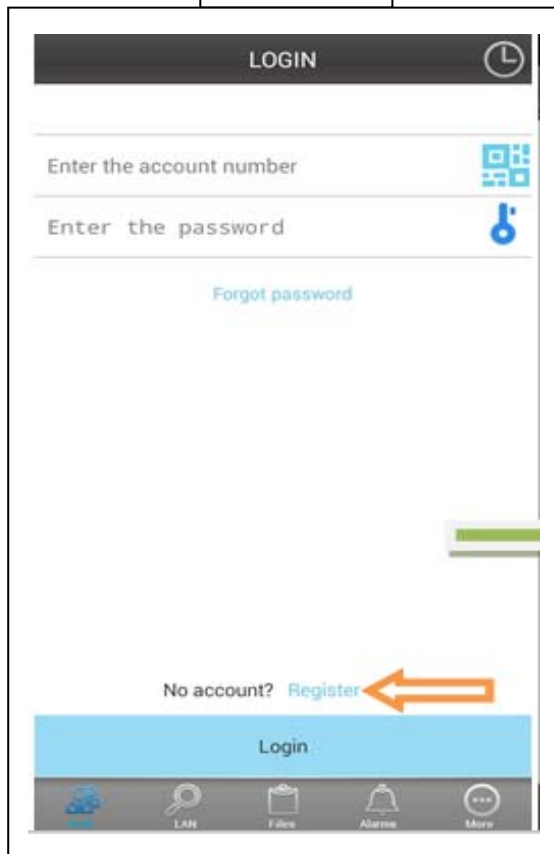 LOGIN
Enter the account number
Enter the password
Forgot password
No account? Register
Login
LAN Files Alarms More